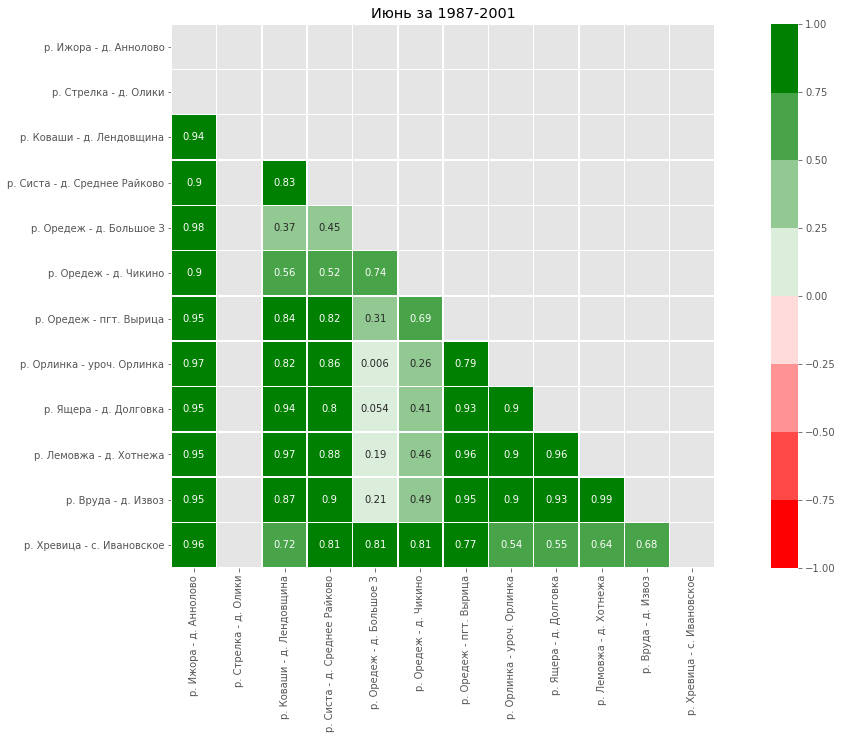 Июнь за 1987-2001
р. Ижора - д. Аннолово
р. Стрелка - д. Олики
р. Коваши - д. Лендовщина 0.94
р. Систа - д. Среднее Райково 0.9 0.83
р. Оредеж - д. Большое З 0.98 0.37 0.45
р. Оредеж - д. Чикино 0.9 0.56 0.52 0.74
р. Оредеж - пгт. Вырица 0.95 0.84 0.82 0.31 0.69
р. Орлинка - уроч. Орлинка 0.97 0.82 0.86 0.006 0.26 0.79
р. Ящера - д. Долговка 0.95 0.94 0.8 0.054 0.41 0.93 0.9
р. Лемовжа - д. Хотнежа 0.95 0.97 0.88 0.19 0.46 0.96 0.9 0.96
р. Вруда - д. Извоз 0.95 0.87 0.9 0.21 0.49 0.95 0.9 0.93 0.99
р. Хревица - с. Ивановское 0.96 0.72 0.81 0.81 0.81 0.77 0.54 0.55 0.64 0.68
р. Ижора - д. Аннолово
р. Стрелка - д. Олики
р. Коваши - д. Лендовщина
р. Систа - д. Среднее Райково
р. Оредеж - д. Большое З
р. Оредеж - д. Чикино
р. Оредеж - пгт. Вырица
р. Орлинка - уроч. Орлинка
р. Ящера - д. Долговка
р. Лемовжа - д. Хотнежа
р. Вруда - д. Извоз
р. Хревица - с. Ивановское
1.00
0.75
0.50
0.25
0.00
−0.25
−0.50
−0.75
−1.00